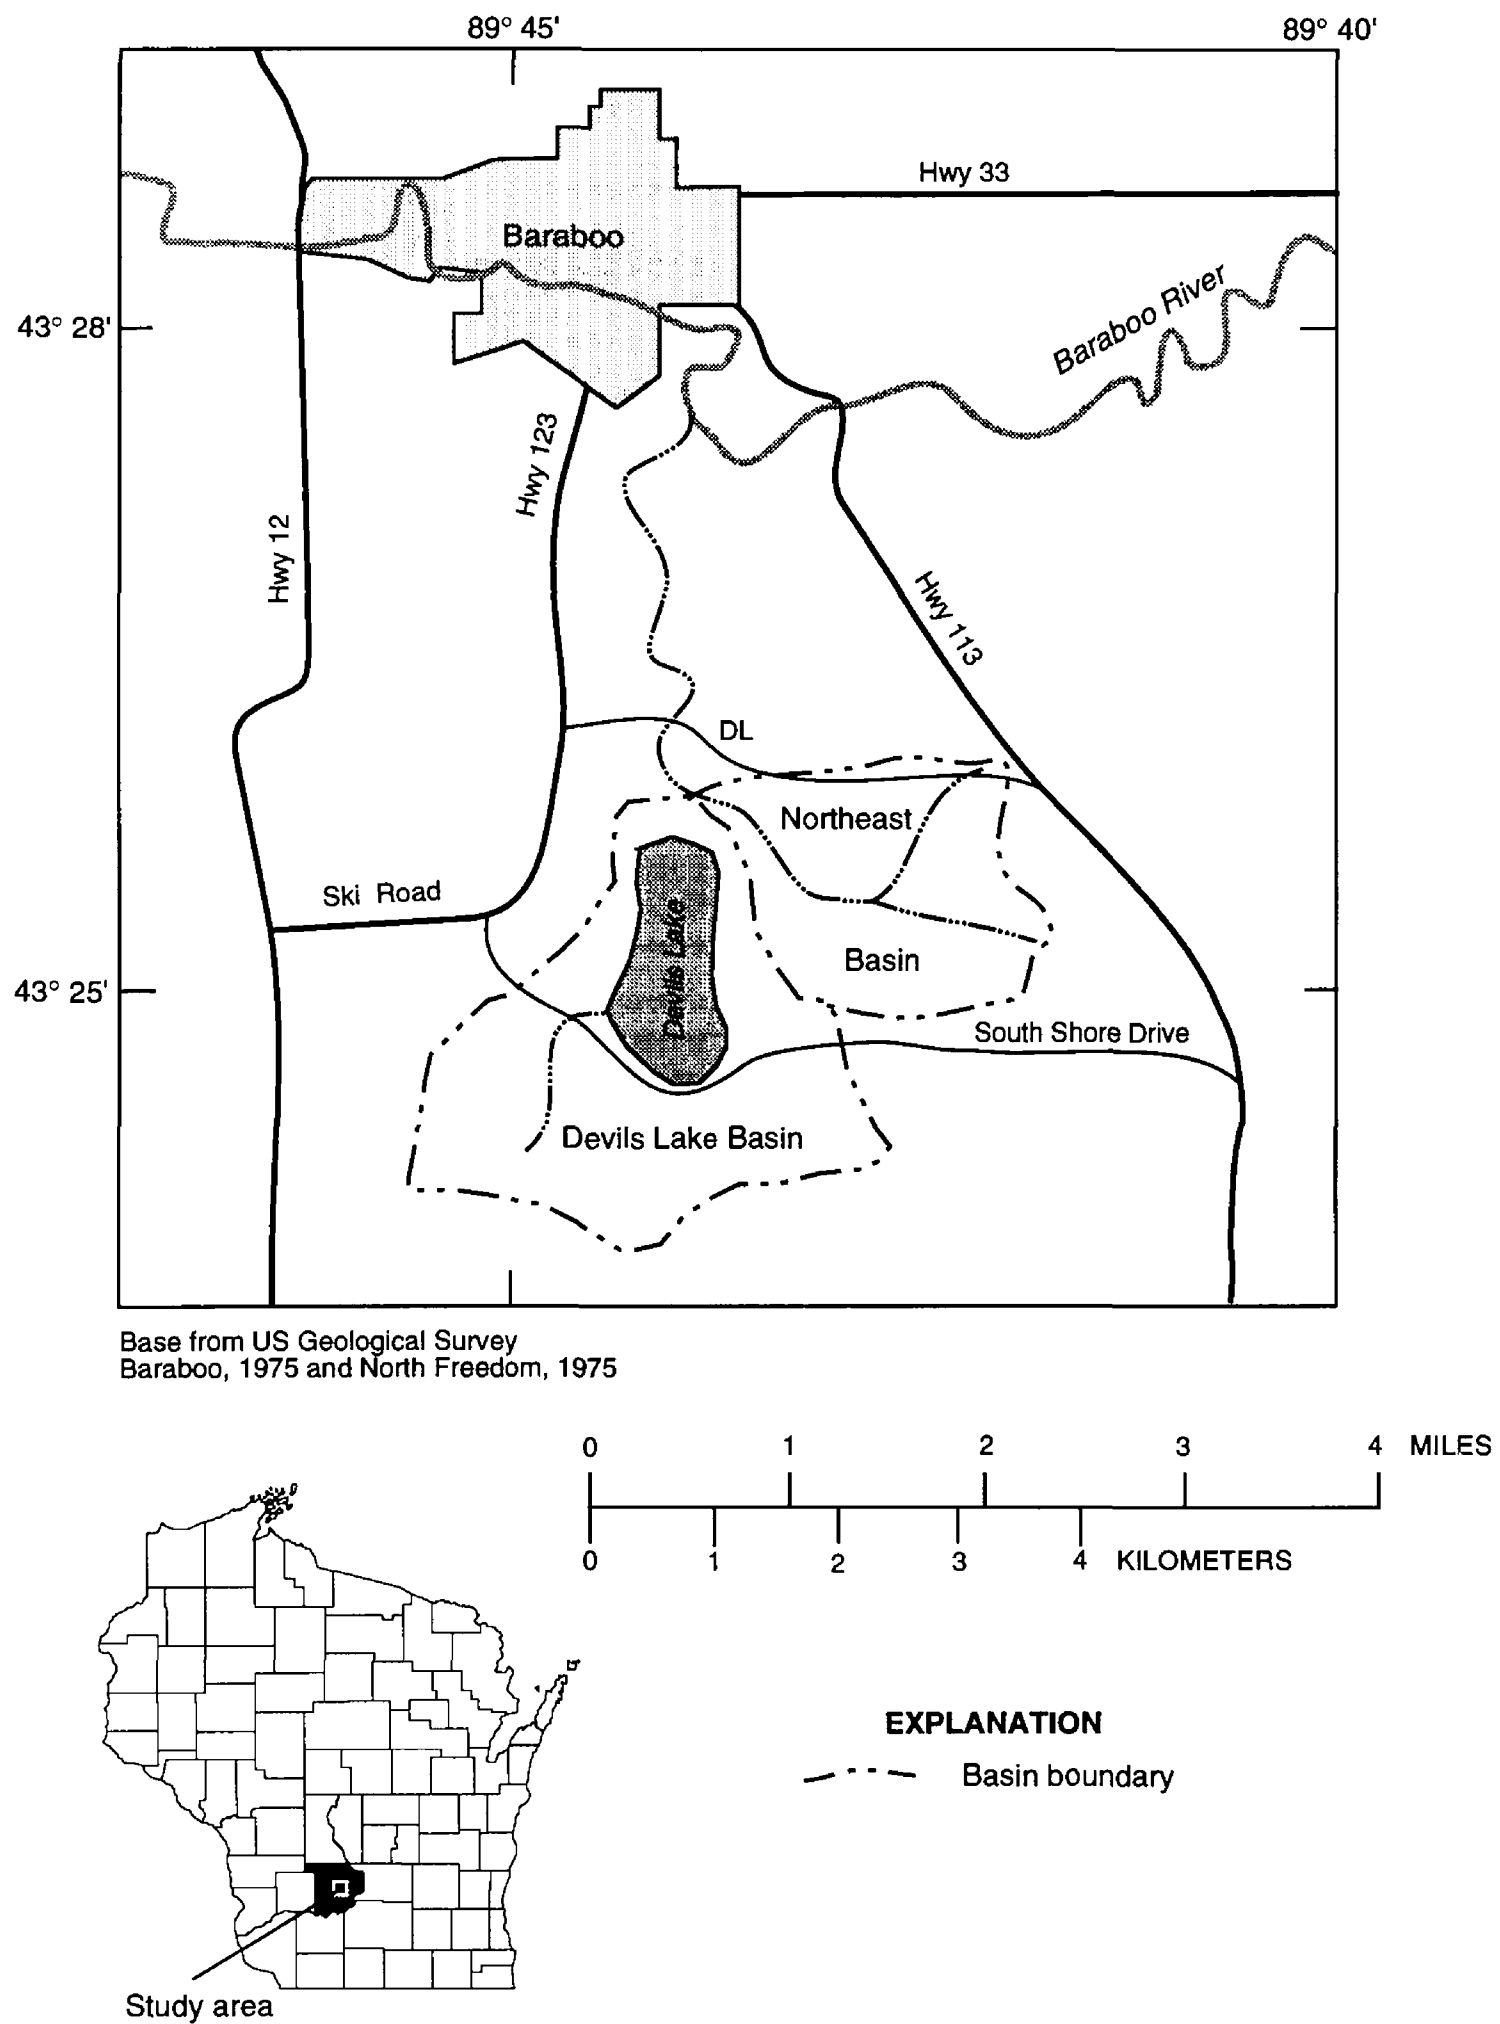 89° 45'
89° 40'
Hwy 33
Baraboo
Baraboo River
43° 28'
Hwy 123
Hwy 12
Hwy 113
DL
Northeast
Ski Road
Devils Lake
Basin
43° 25'
South Shore Drive
Devils Lake Basin
Base from US Geological Survey
Baraboo, 1975 and North Freedom, 1975
0 1 2 3 4 MILES
0 1 2 3 4 KILOMETERS
EXPLANATION
Basin boundary
Study area